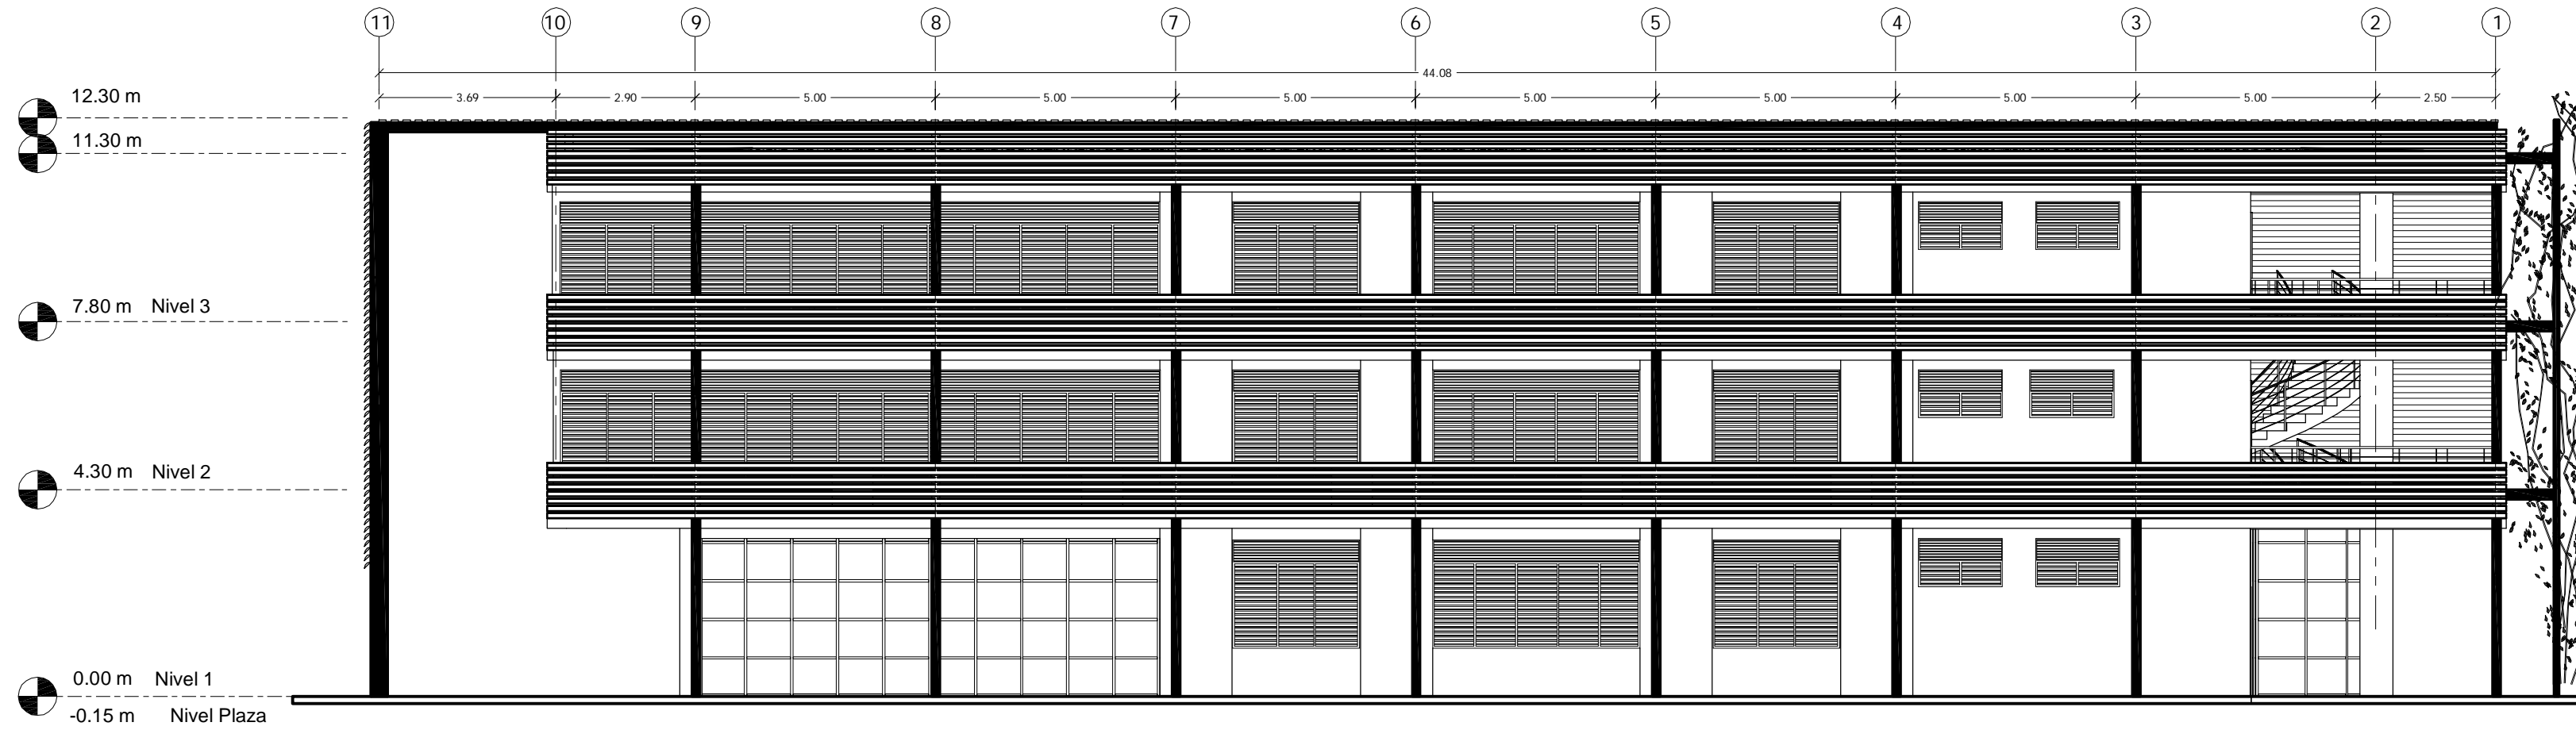 11 10 9 8 7 6 5 4 3 2 1
44.08
3.69 2.90 5.00 5.00 5.00 5.00 5.00 5.00 5.00 2.50
12.30 m
11.30 m
7.80 m Nivel 3
4.30 m Nivel 2
0.00 m Nivel 1
-0.15 m Nivel Plaza